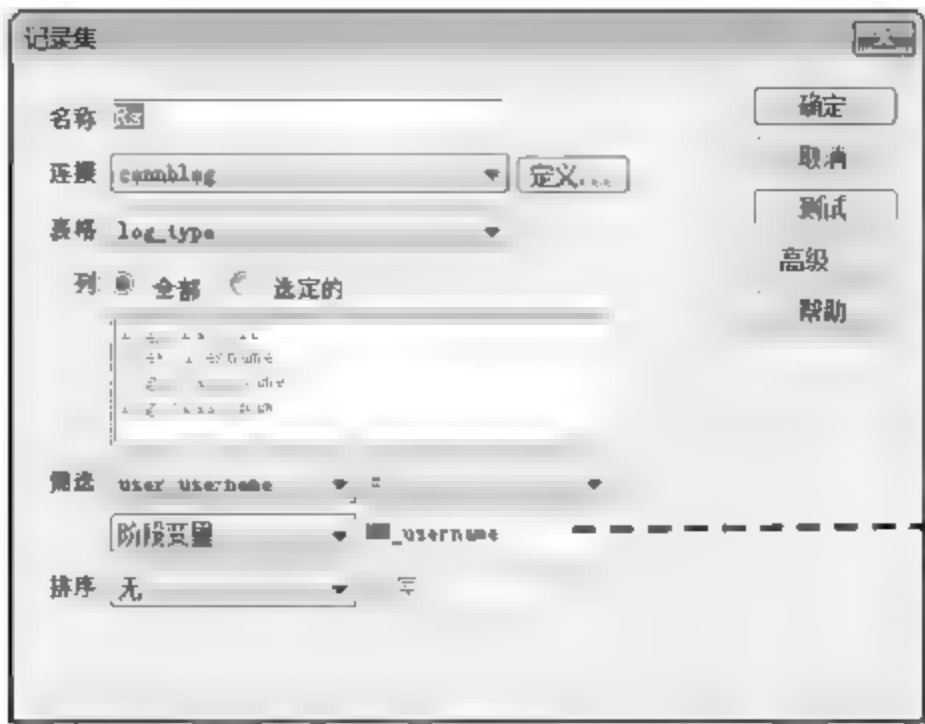 记录集
名称 Rs
确定
连接 connblog 定义...
取消
表格 log_type
测试
列: 全部 选定的
高级
帮助
筛选 user_username =
阶段变量 _username
排序 无